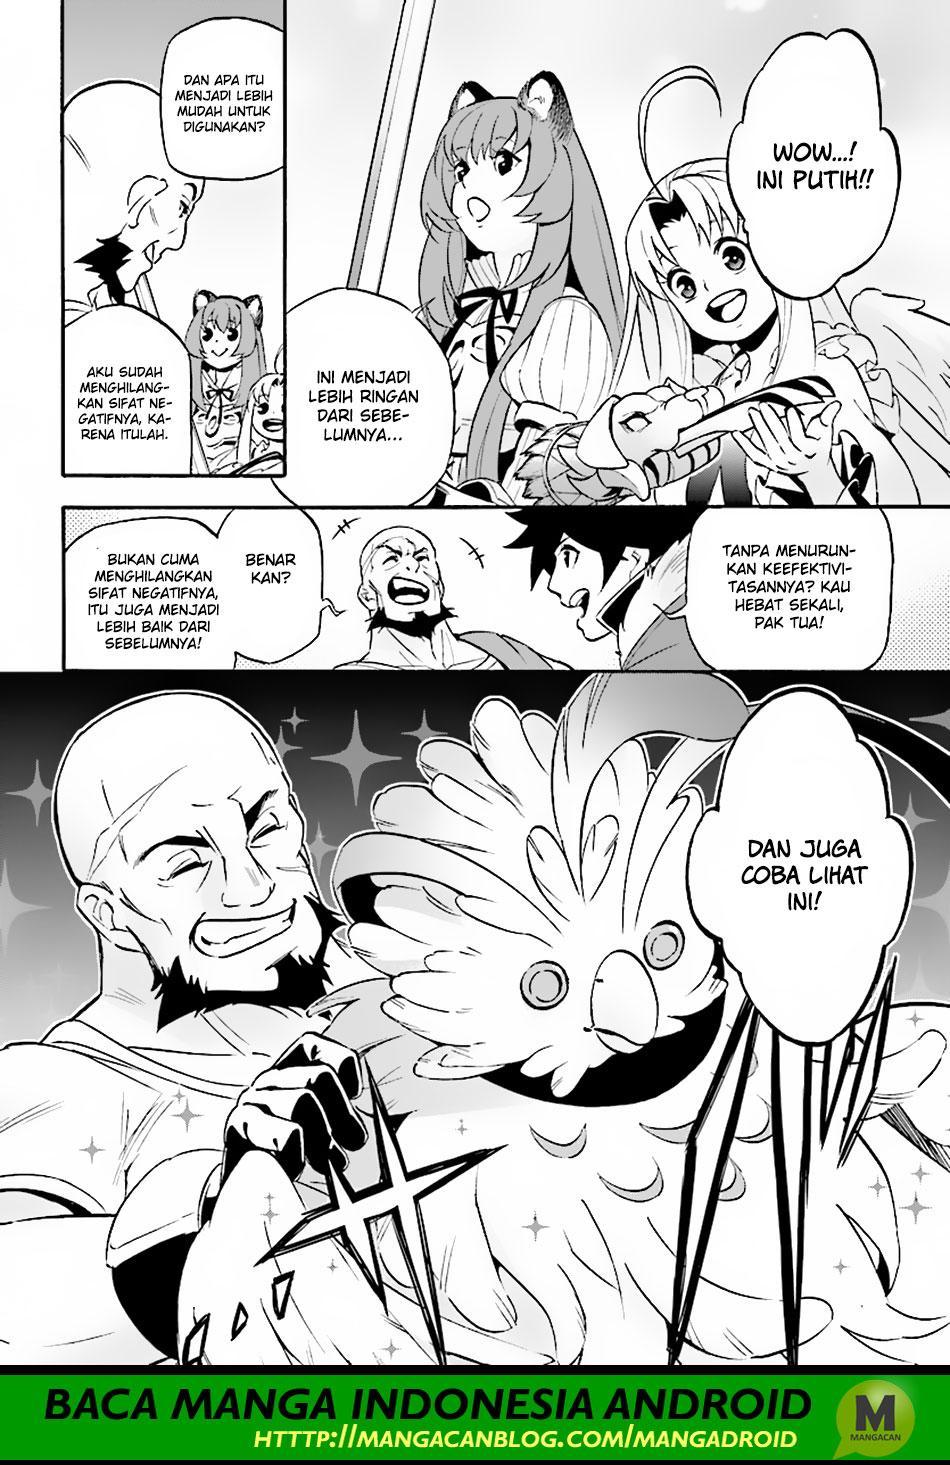 WOW...!
INI PUTIH!!
INI MENJADI
LEBIH RINGAN
DARI SEBE-
LUMNYA...
DAN APA ITU
MENJADI LEBIH
MUDAH UNTUK
DIGUNAKAN?
AKU SUDAH
MENGHILANG-
KAN SIFAT NE-
GATIFNYA, KA-
RENA ITULAH.
TANPA MENURUN-
KAN KEEFEKTIVI-
TASANNYA? KAU
HEBAT SEKALI,
PAK TUA!
BENAR
KAN?
BUKAN CUMA
MENGHILANGKAN
SIFAT NEGATIFNYA,
ITU JUGA MENJADI
LEBIH BAIK DARI
SEBELUMNYA!
DAN JUGA
COBA LIHAT
INI!
BACA MANGA INDONESIA ANDROID
HTTTP://MANGACANBLOG.COM/MANGADROID
M
MANGACAN